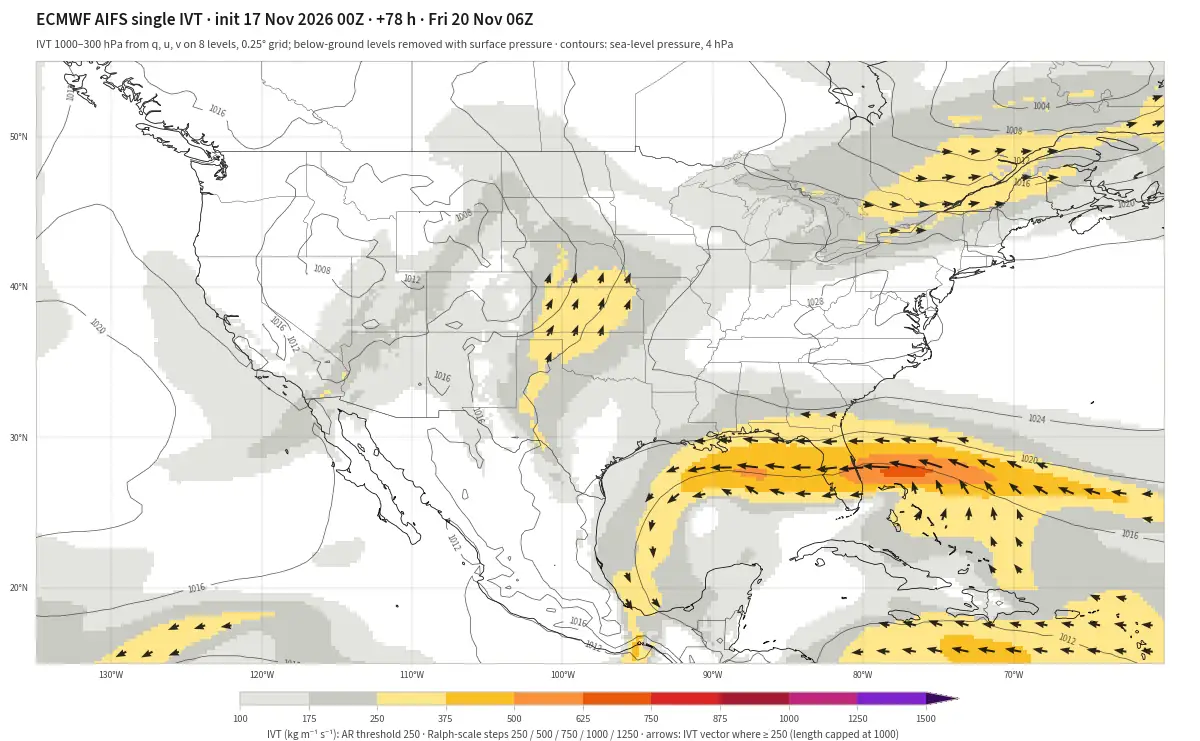 ECMWF AIFS single IVT · init 17 Nov 2026 00Z · +78 h · Fri 20 Nov 06Z
IVT 1000–300 hPa from q, u, v on 8 levels, 0.25° grid; below-ground levels removed with surface pressure · contours: sea-level pressure, 4 hPa
1016
1004
50°N
1008
1012
1016
1020
1008
1008
1012
40°N
1020
1016
1012
1028
1016
1016
1024
30°N
1020
1012
1016
20°N
1016
1016
1012
1012
130°W 120°W 110°W 100°W 90°W 80°W 70°W
100 175 250 375 500 625 750 875 1000 1250 1500
IVT (kg m⁻¹ s⁻¹): AR threshold 250 · Ralph-scale steps 250 / 500 / 750 / 1000 / 1250 · arrows: IVT vector where ≥ 250 (length capped at 1000)